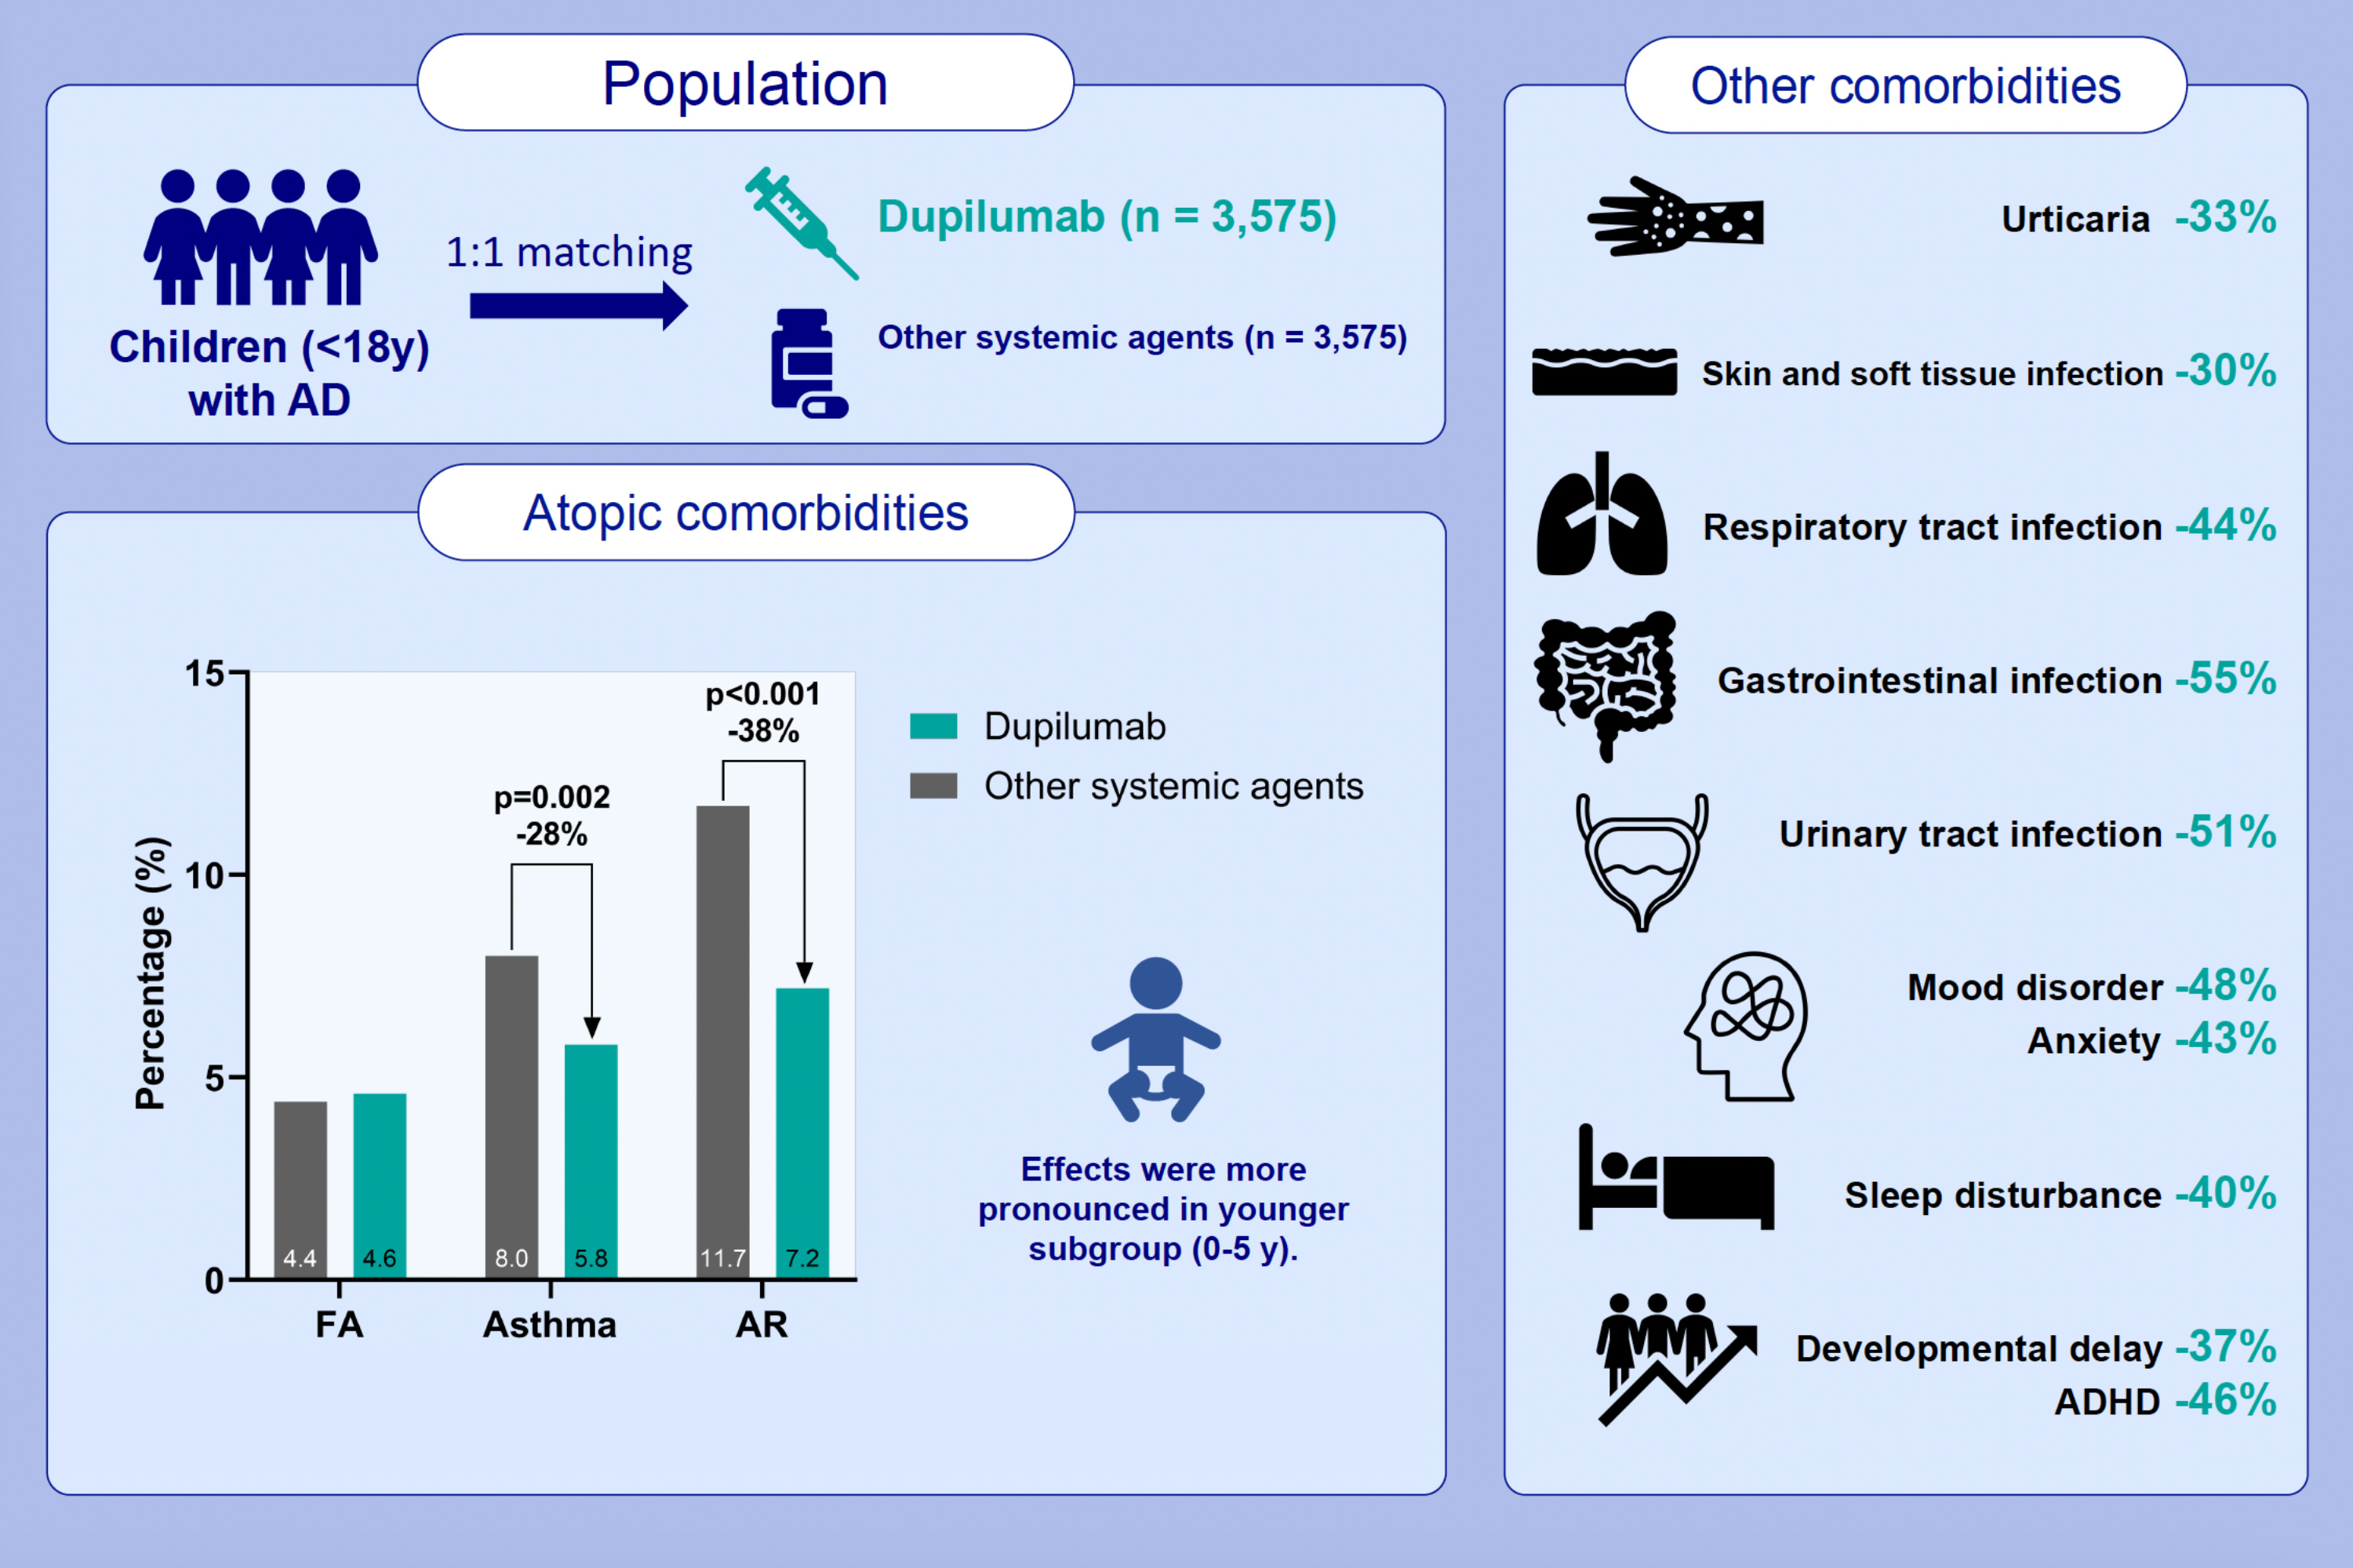 Population
Children (<18y)
with AD
1:1 matching
Dupilumab (n = 3,575)
Other systemic agents (n = 3,575)
Atopic comorbidities
Percentage (%)
15
10
5
0
p=0.002
-28%
p<0.001
-38%
4.4
4.6
8.0
5.8
11.7
7.2
FA
Asthma
AR
Dupilumab
Other systemic agents
Effects were more
pronounced in younger
subgroup (0-5 y).
Other comorbidities
Urticaria -33%
Skin and soft tissue infection -30%
Respiratory tract infection -44%
Gastrointestinal infection -55%
Urinary tract infection -51%
Mood disorder -48%
Anxiety -43%
Sleep disturbance -40%
Developmental delay -37%
ADHD -46%